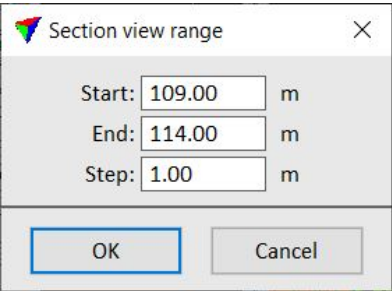 Section view range
Start: 109.00 m
End: 114.00 m
Step: 1.00 m
OK Cancel